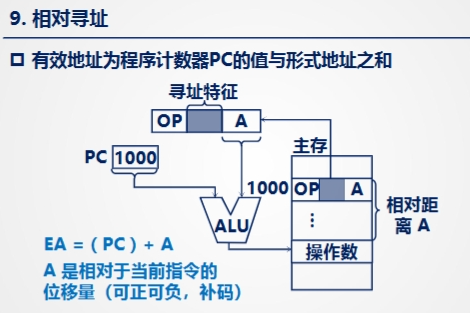 9. 相对寻址
有效地址为程序计数器PC的值与形式地址之和
寻址特征
OP A
主存
PC 1000
1000 OP A
ALU
相对距
离 A
操作数
EA =（PC）+ A
A 是相对于当前指令的
位移量（可正可负，补码）